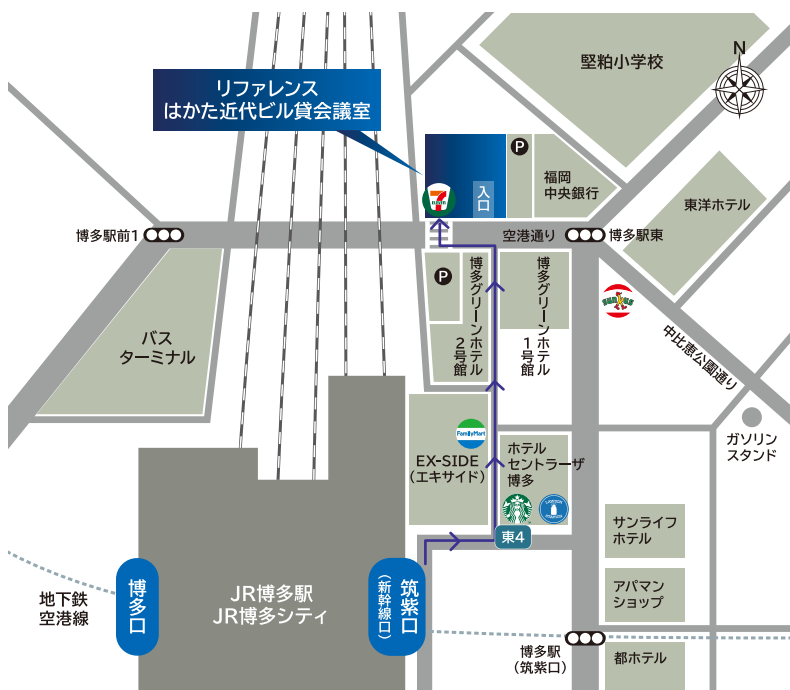 堅粕小学校
N
リファレンス
はかた近代ビル貸会議室
P
福岡
中央銀行
入口
7
東洋ホテル
博多駅前1
空港通り
博多駅東
P
博多グリーンホテル
2号館
博多グリーンホテル
1号館
バス
ターミナル
中比恵公園通り
FamilyMart
EX-SIDE
(エキサイド)
ホテル
セントラーザ
博多
ガソリン
スタンド
東4
サンライフ
ホテル
地下鉄
空港線
博多口
JR博多駅
JR博多シティ
筑紫口
(新幹線口)
アパマン
ショップ
博多駅
(筑紫口)
都ホテル